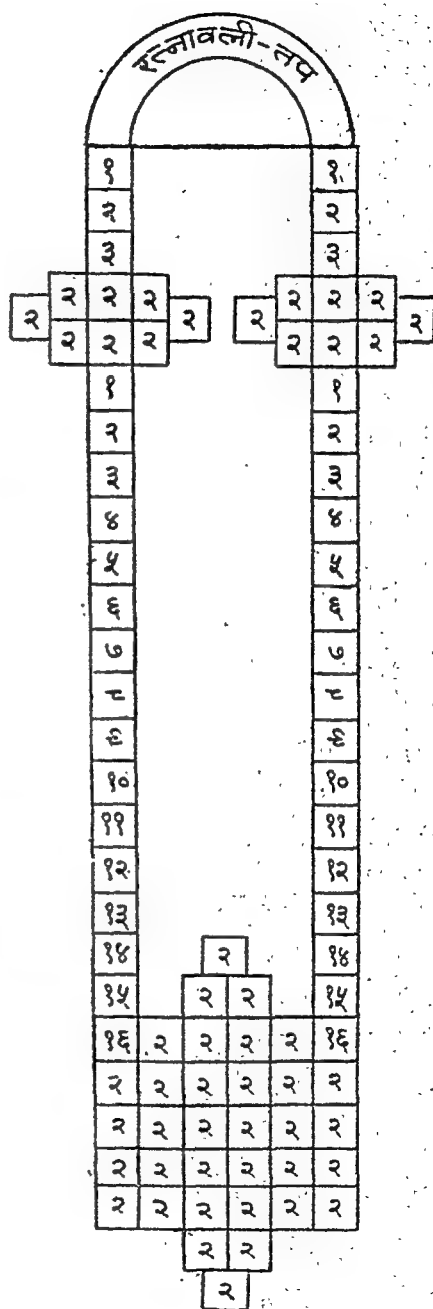 रत्नावली-तप
१ १
२ २
३ ३
२ २ २ २ २ २
२ २ २ २
२ २ २ २ २ २
१ १
२ २
३ ३
४ ४
५ ५
६ ६
७ ७
८ ८
९ ९
१० १०
११ ११
१२ १२
१३ १३
१४ २ १४
१५ २ २ १५
१६ २ २ २ २ १६
२ २ २ २ २ २
२ २ २ २ २ २
२ २ २ २ २ २
२ २ २ २ २ २
२ २
२